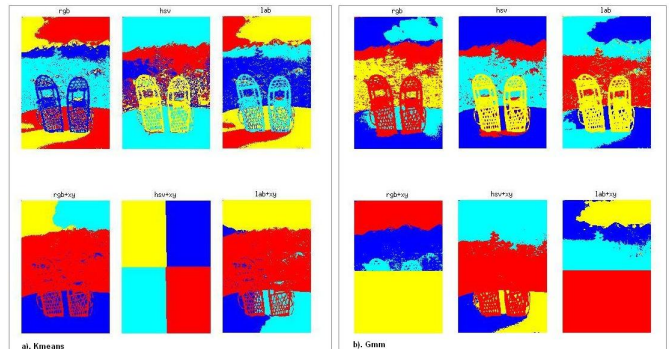 rgb hsv lab
rgb+xy hsv+xy lab+xy
a). Kmeans
rgb hsv lab
rgb+xy hsv+xy lab+xy
b). Gmm